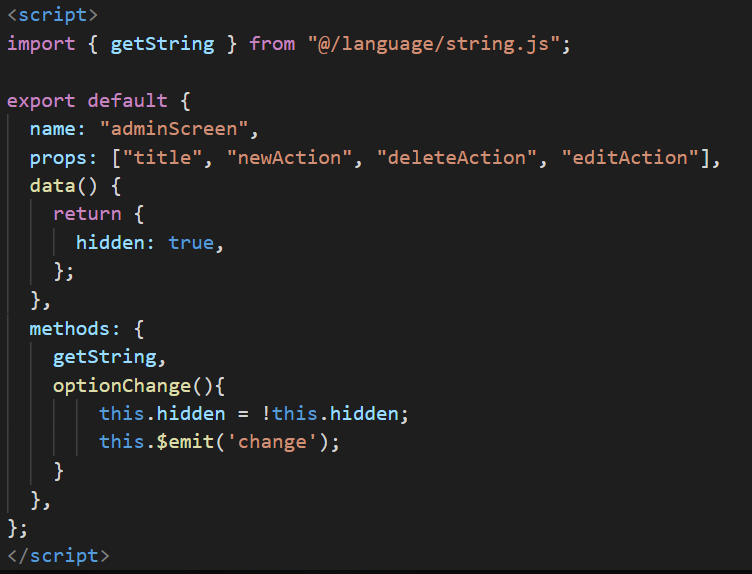 <script>
import { getString } from "@/language/string.js";

export default {
  name: "adminScreen",
  props: ["title", "newAction", "deleteAction", "editAction"],
  data() {
    return {
      hidden: true,
    };
  },
  methods: {
    getString,
    optionChange(){
        this.hidden = !this.hidden;
        this.$emit('change');
    }
  },
};
</script>